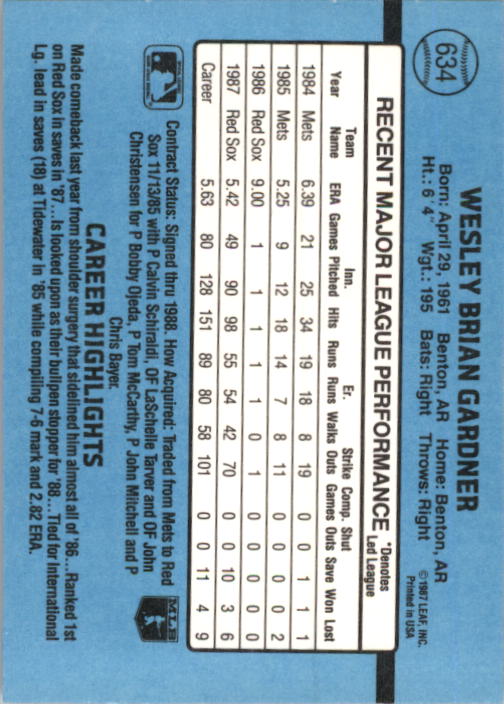 634
WESLEY BRIAN GARDNER
Born: April 29, 1961 Benton, AR Home: Benton, AR
Ht.: 6' 4" Wgt.: 195 Bats: Right Throws: Right
©1987 LEAF, INC.
Printed in USA
RECENT MAJOR LEAGUE PERFORMANCE *Denotes Led League
Year Team Name ERA Games Inn. Pitched Hits Runs Er. Runs Walks Strike Outs Comp. Games Shut Outs Save Won Lost
1984 Mets 6.39 21 25 34 19 18 8 19 0 0 1 1 1
1985 Mets 5.25 9 12 18 14 7 8 11 0 0 0 0 2
1986 Red Sox 9.00 1 1 1 1 1 0 1 0 0 0 0 0
1987 Red Sox 5.42 49 90 98 55 54 42 70 0 0 10 3 6
Career 5.63 80 128 151 89 80 58 101 0 0 11 4 9
Contract Status: Signed thru 1998. How Acquired: Traded from Mets to Red
Sox 11/13/85 with P Calvin Schiraldi, OF LaSchelle Tarver and OF John
Christensen for P Bobby Ojeda, P Tom McCarthy, P John Mitchell and P
Chris Bayer.
MLB
CAREER HIGHLIGHTS
Made comeback last year from shoulder surgery that sidelined him almost all of '86....Ranked 1st
on Red Sox in saves in '87...Is looked upon as their bullpen stopper for '88....Tied for International
Lg. lead in saves (18) at Tidewater in '85 while compiling 7-6 mark and 2.82 ERA.